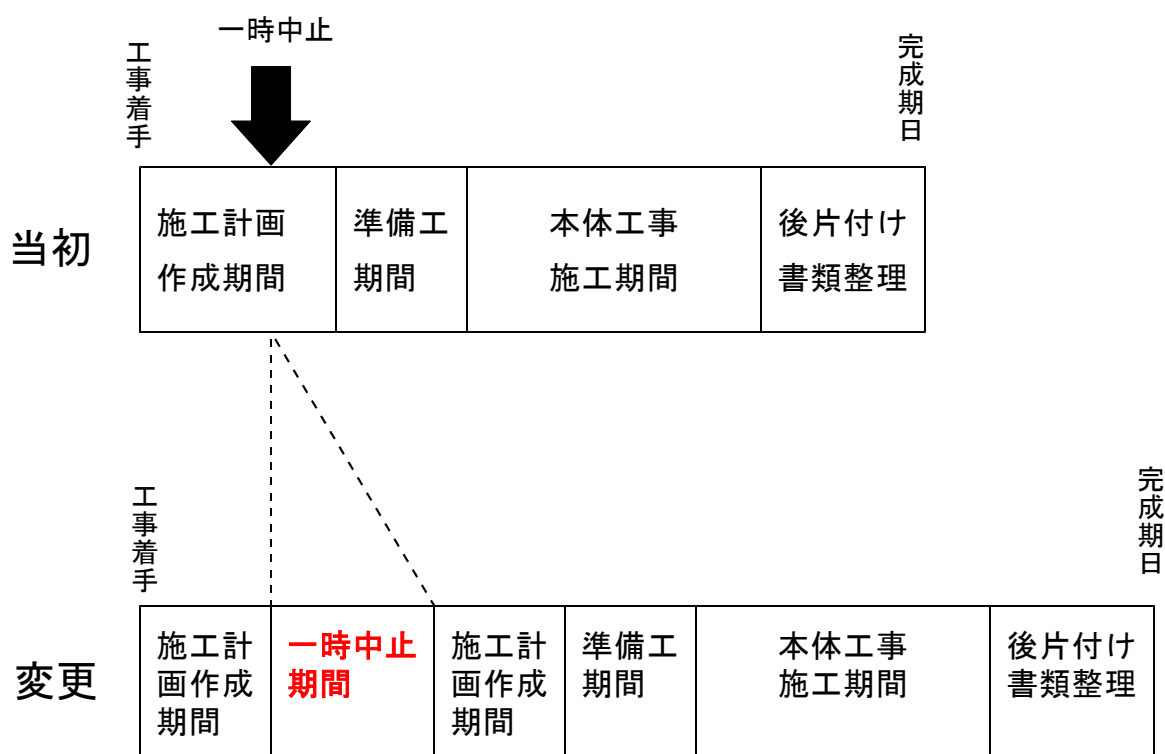 一時中止
工事着手
完成期日
当初
施工計画
作成期間
準備工
期間
本体工事
施工期間
後片付け
書類整理
工事着手
完成期日
変更
施工計
画作成
期間
一時中止
期間
施工計
画作成
期間
準備工
期間
本体工事
施工期間
後片付け
書類整理